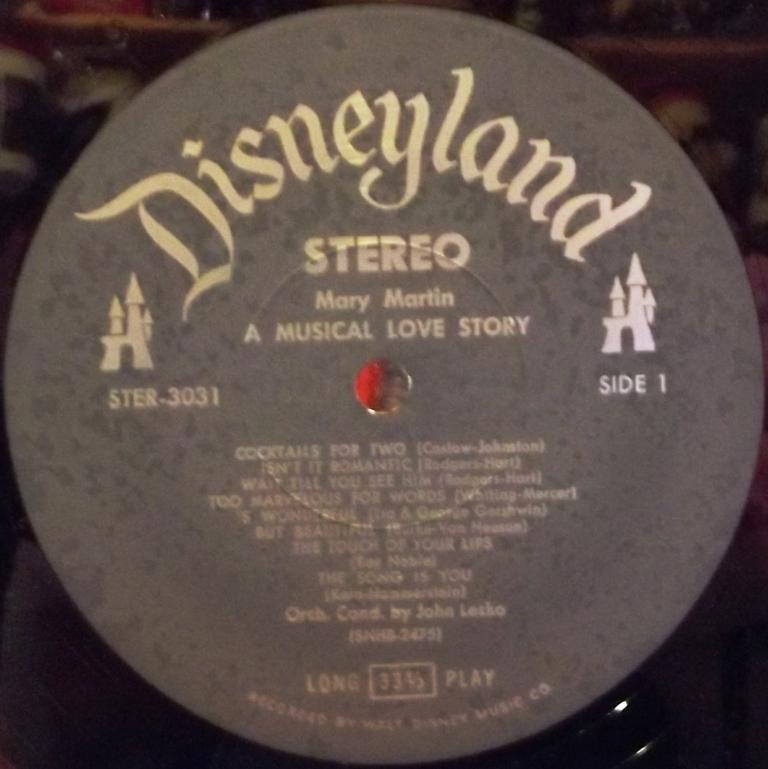 Disneyland
STEREO
Mary Martin
A MUSICAL LOVE STORY
STER-3031
SIDE 1
COCKTAILS FOR TWO (Coslow-Johnston)
ISN'T IT ROMANTIC (Rodgers-Hart)
WAIT TILL YOU SEE HIM (Rodgers-Hart)
TOO MARVELOUS FOR WORDS (Whiting-Mercer)
'S WONDERFUL (Ira & George Gershwin)
BUT BEAUTIFUL (Burke-Van Heusen)
THE TOUCH OF YOUR LIPS
(Ray Noble)
THE SONG IS YOU
(Kern-Hammerstein)
Orch. Cond. by John Lesko
(SNHB-2475)
LONG 33⅓ PLAY
RECORDED BY WALT DISNEY MUSIC CO.